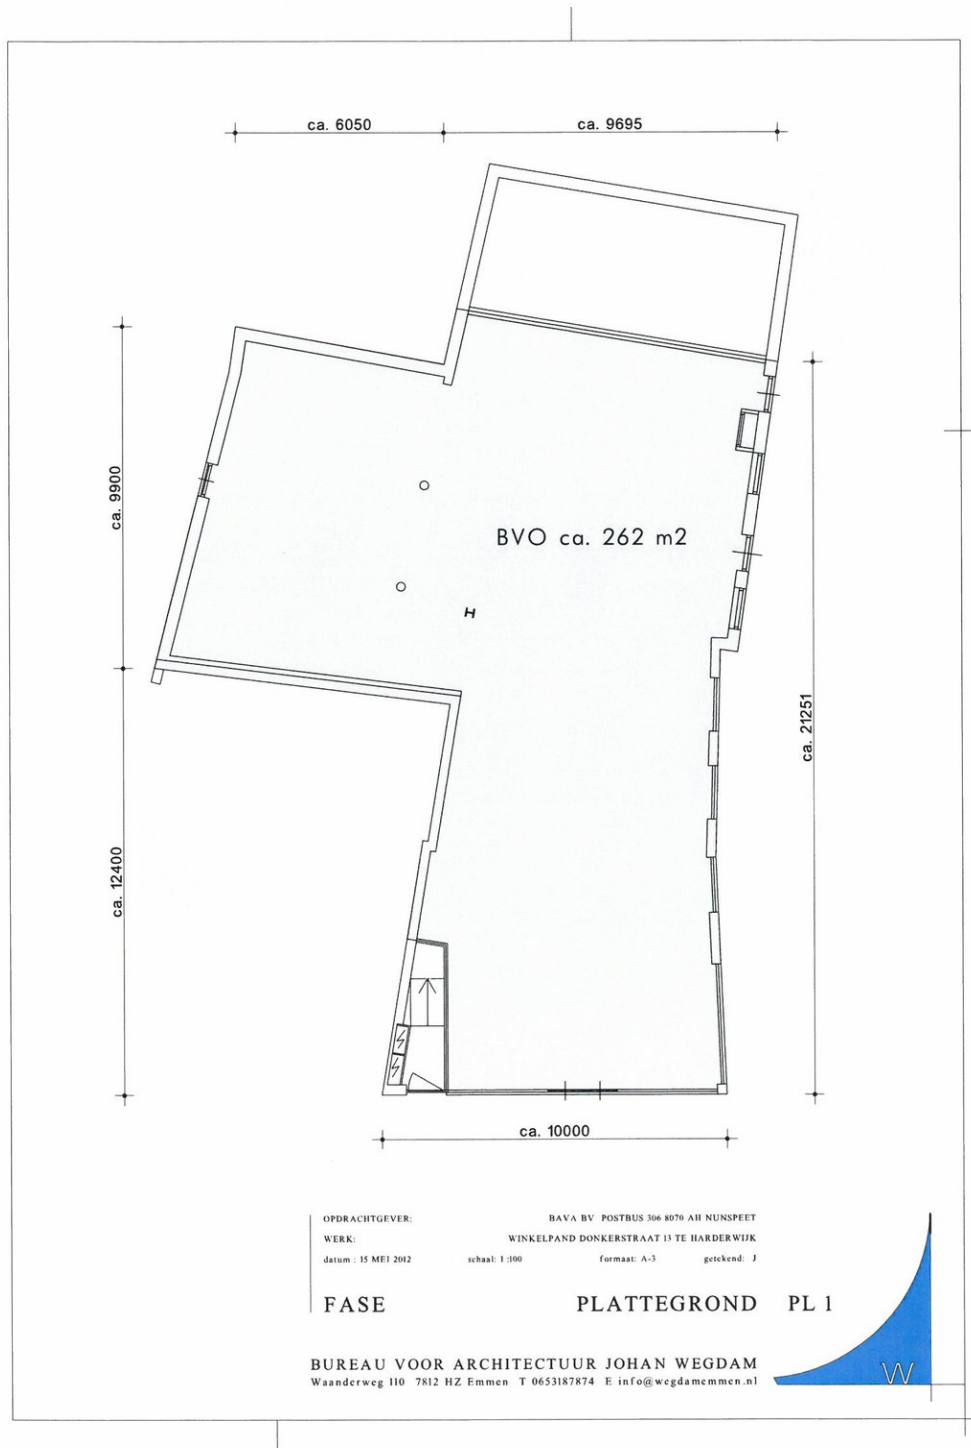 ca. 6050
ca. 9695
ca. 9900
BVO ca. 262 m2
H
ca. 21251
ca. 12400
ca. 10000
OPDRACHTGEVER: BAVA BV POSTBUS 306 8070 AH NUNSPEET
WERK: WINKELPAND DONKERSTRAAT 13 TE HARDERWIJK
datum : 15 MEI 2012 schaal: 1 :100 formaat: A-3 getekend: J
FASE PLATTEGROND PL 1
BUREAU VOOR ARCHITECTUUR JOHAN WEGDAM
Waanderweg 110 7812 HZ Emmen T 0653187874 E info@wegdamemmen.nl
W